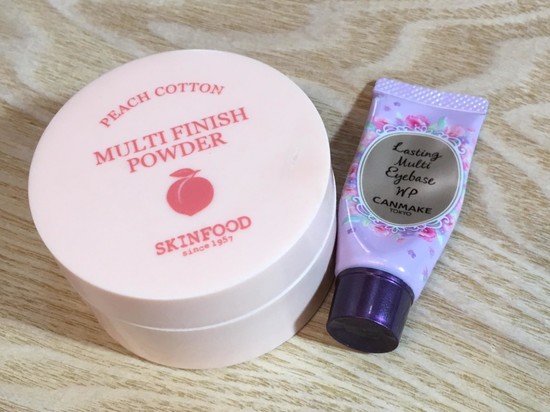 PEACH COTTON
MULTI FINISH
POWDER
SKINFOOD
since 1957
Lasting
Multi
Eyebase
WP
CANMAKE
TOKYO